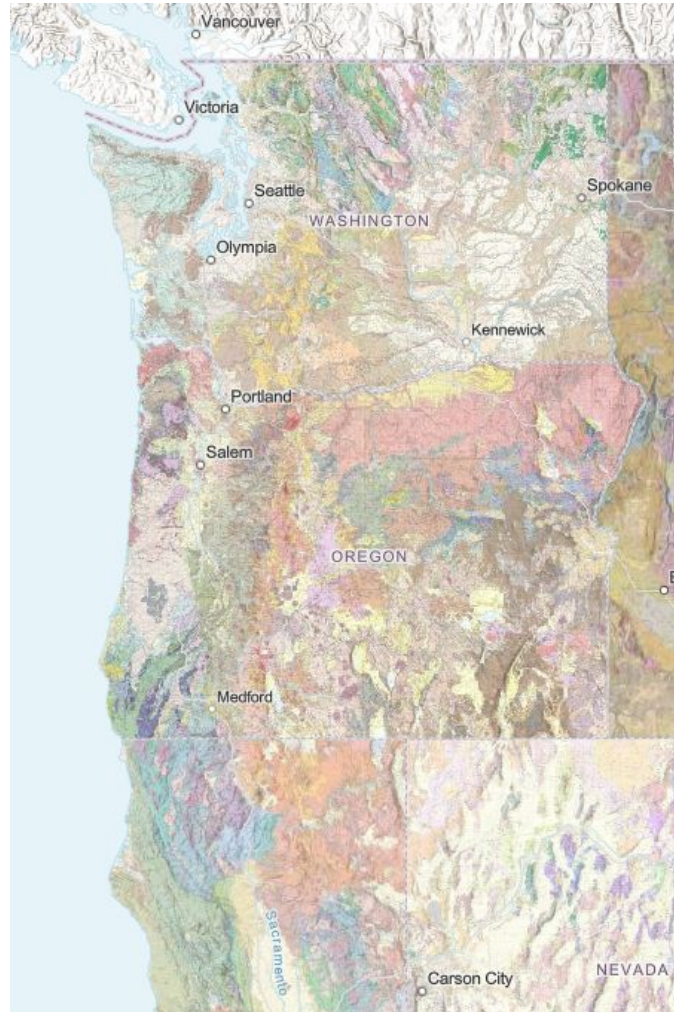 Vancouver
Victoria
Seattle
Spokane
WASHINGTON
Olympia
Kennewick
Portland
Salem
OREGON
Medford
Sacramento
Carson City
NEVADA